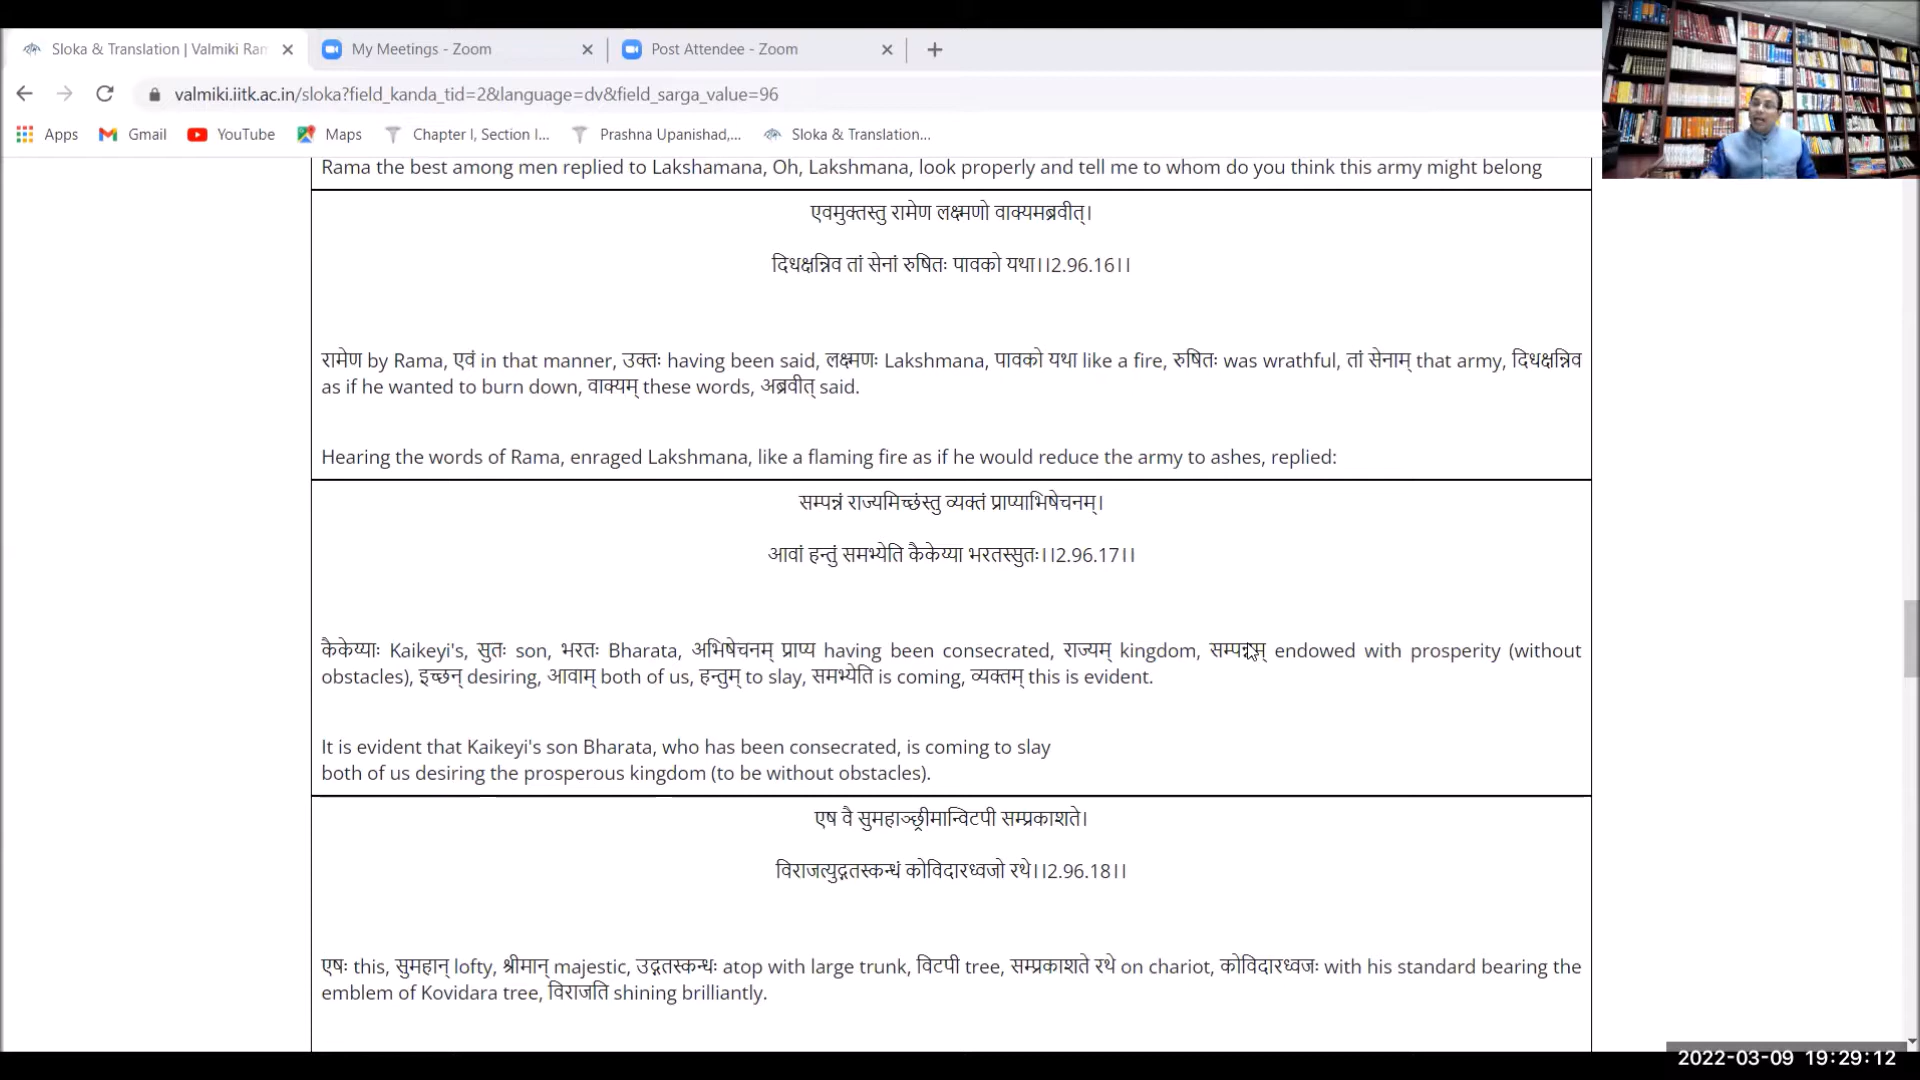 Sloka & Translation | Valmiki Ram
My Meetings - Zoom
Post Attendee - Zoom
valmiki.iitk.ac.in/sloka?field_kanda_tid=2&language=dv&field_sarga_value=96
Apps
Gmail
YouTube
Maps
Chapter I, Section I...
Prashna Upanishad,...
Sloka & Translation...
Rama the best among men replied to Lakshamana, Oh, Lakshmana, look properly and tell me to whom do you think this army might belong
एवमुक्तस्तु रामेण लक्ष्मणो वाक्यमब्रवीत्।
दिधक्षन्निव तां सेनां रुषितः पावको यथा।।2.96.16।।
रामेण by Rama, एवं in that manner, उक्तः having been said, लक्ष्मणः Lakshmana, पावको यथा like a fire, रुषितः was wrathful, तां सेनाम् that army, दिधक्षन्निव
as if he wanted to burn down, वाक्यम् these words, अब्रवीत् said.
Hearing the words of Rama, enraged Lakshmana, like a flaming fire as if he would reduce the army to ashes, replied:
सम्पन्नं राज्यमिच्छंस्तु व्यक्तं प्राप्याभिषेचनम्।
आवां हन्तुं समभ्येति कैकेय्या भरतस्सुतः।।2.96.17।।
कैकेय्याः Kaikeyi's, सुतः son, भरतः Bharata, अभिषेचनम् प्राप्य having been consecrated, राज्यम् kingdom, सम्पन्नम् endowed with prosperity (without
obstacles), इच्छन् desiring, आवाम् both of us, हन्तुम् to slay, समभ्येति is coming, व्यक्तम् this is evident.
It is evident that Kaikeyi's son Bharata, who has been consecrated, is coming to slay
both of us desiring the prosperous kingdom (to be without obstacles).
एष वै सुमहाञ्छ्रीमान्विटपी सम्प्रकाशते।
विराजत्युद्गतस्कन्धं कोविदारध्वजो रथे।।2.96.18।।
एषः this, सुमहान् lofty, श्रीमान् majestic, उद्गतस्कन्धः atop with large trunk, विटपी tree, सम्प्रकाशते रथे on chariot, कोविदारध्वजः with his standard bearing the
emblem of Kovidara tree, विराजति shining brilliantly.
2022-03-09 19:29:12